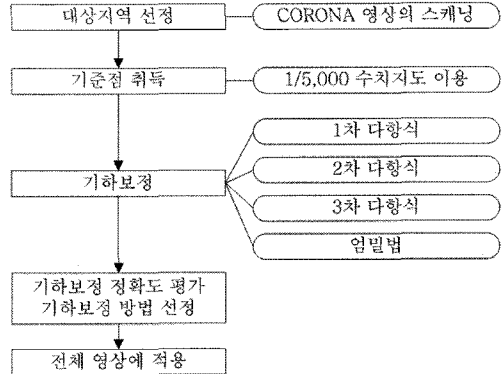 대상지역 선정
CORONA 영상의 스캐닝
기준점 취득
1/5,000 수치지도 이용
1차 다항식
2차 다항식
기하보정
3차 다항식
엄밀법
기하보정 정확도 평가
기하보정 방법 선정
전체 영상에 적용